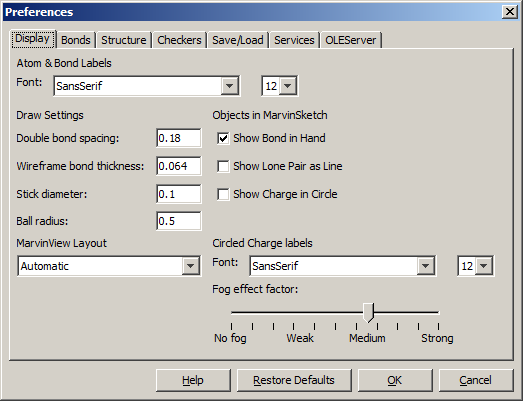 Preferences
Display Bonds Structure Checkers Save/Load Services OLEServer
Atom & Bond Labels
Font: SansSerif 12
Draw Settings
Double bond spacing: 0.18
Wireframe bond thickness: 0.064
Stick diameter: 0.1
Ball radius: 0.5
Objects in MarvinSketch
Show Bond in Hand
Show Lone Pair as Line
Show Charge in Circle
MarvinView Layout
Automatic
Circled Charge labels
Font: SansSerif 12
Fog effect factor:
No fog Weak Medium Strong
Help Restore Defaults OK Cancel